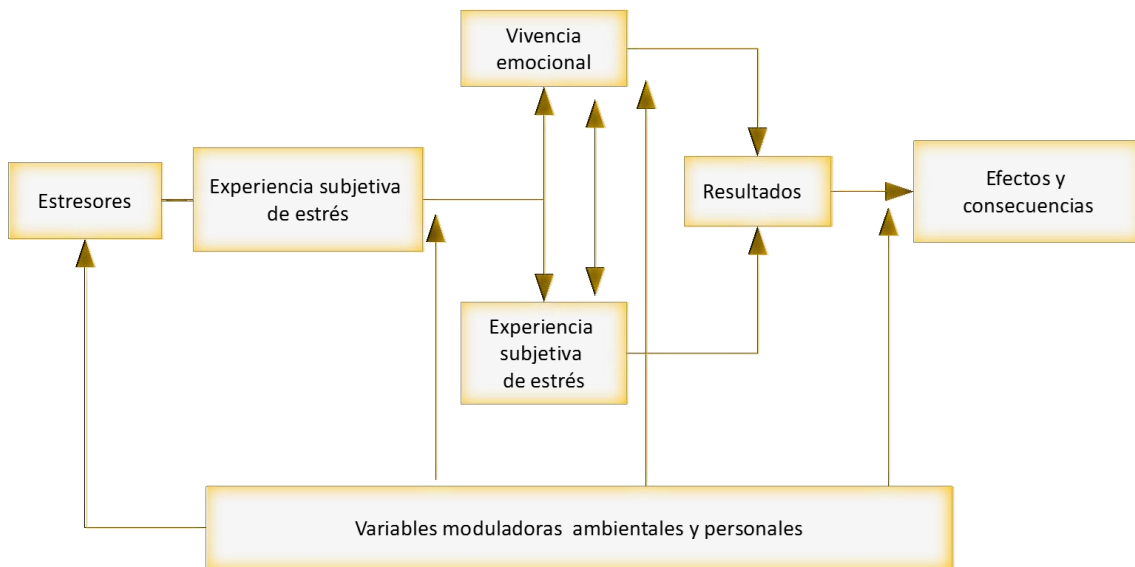 Vivencia
emocional
Estresores
Experiencia subjetiva
de estrés
Resultados
Efectos y
consecuencias
Experiencia
subjetiva
de estrés
Variables moduladoras ambientales y personales